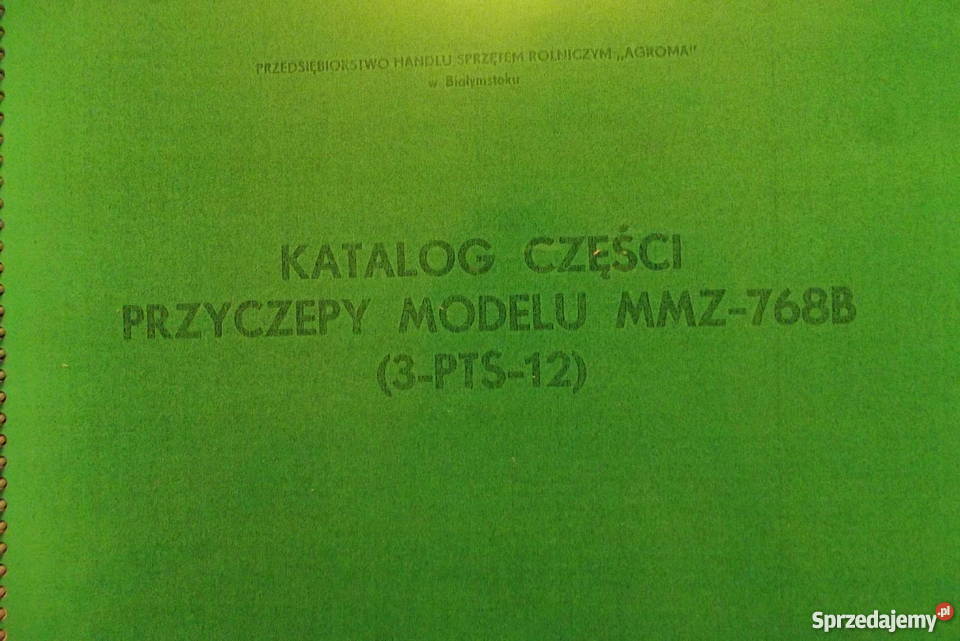 PRZEDSIĘBIORSTWO HANDLU SPRZĘTEM ROLNICZYM „AGROMA"
w Białymstoku
KATALOG CZĘŚCI
PRZYCZEPY MODELU MMZ-768B
(3-PTS-12)
Sprzedajemy.pl